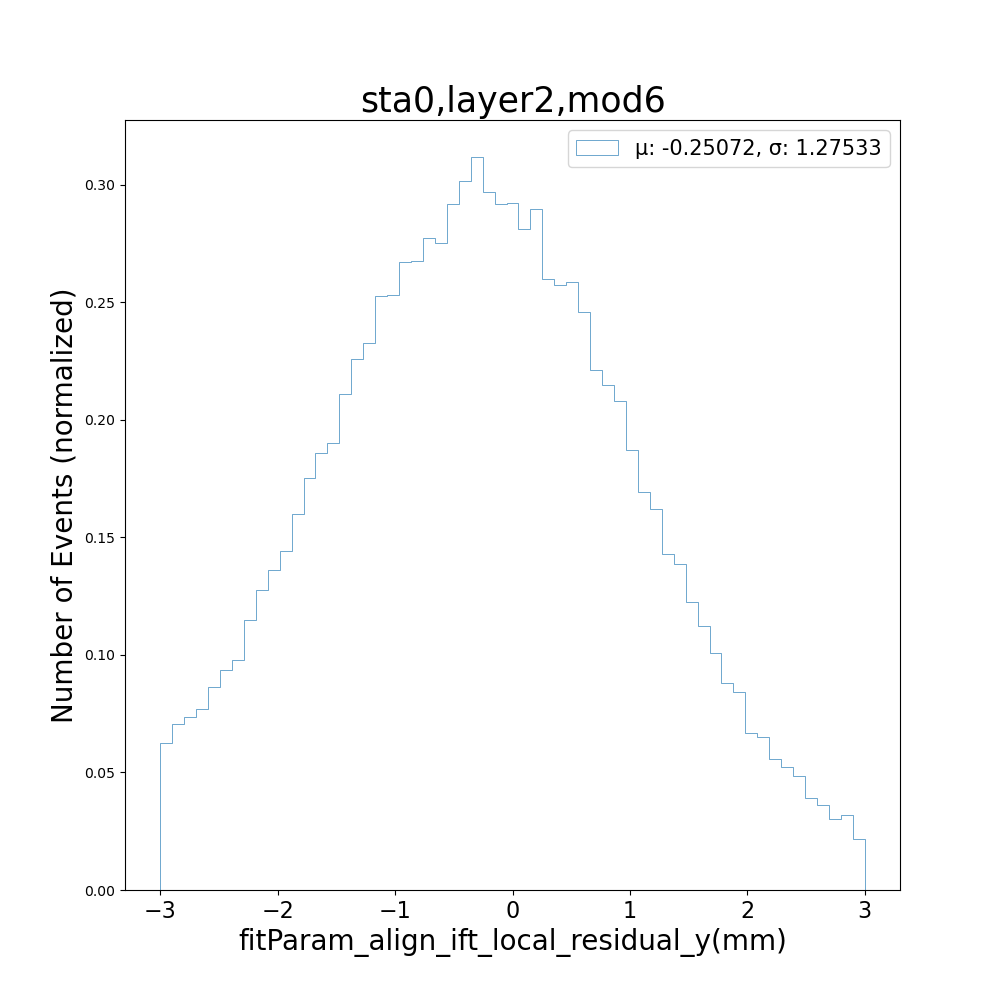 sta0,layer2,mod6
μ: -0.25072, σ: 1.27533
Number of Events (normalized)
0.30
0.25
0.20
0.15
0.10
0.05
0.00
−3 −2 −1 0 1 2 3
fitParam_align_ift_local_residual_y(mm)